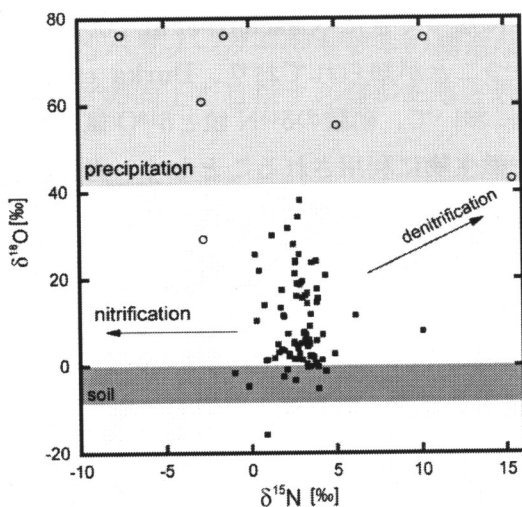 80
60
40
20
0
-20
δ¹⁸O [‰]
precipitation
denitrification
nitrification
soil
-10
-5
0
5
10
15
δ¹⁵N [‰]